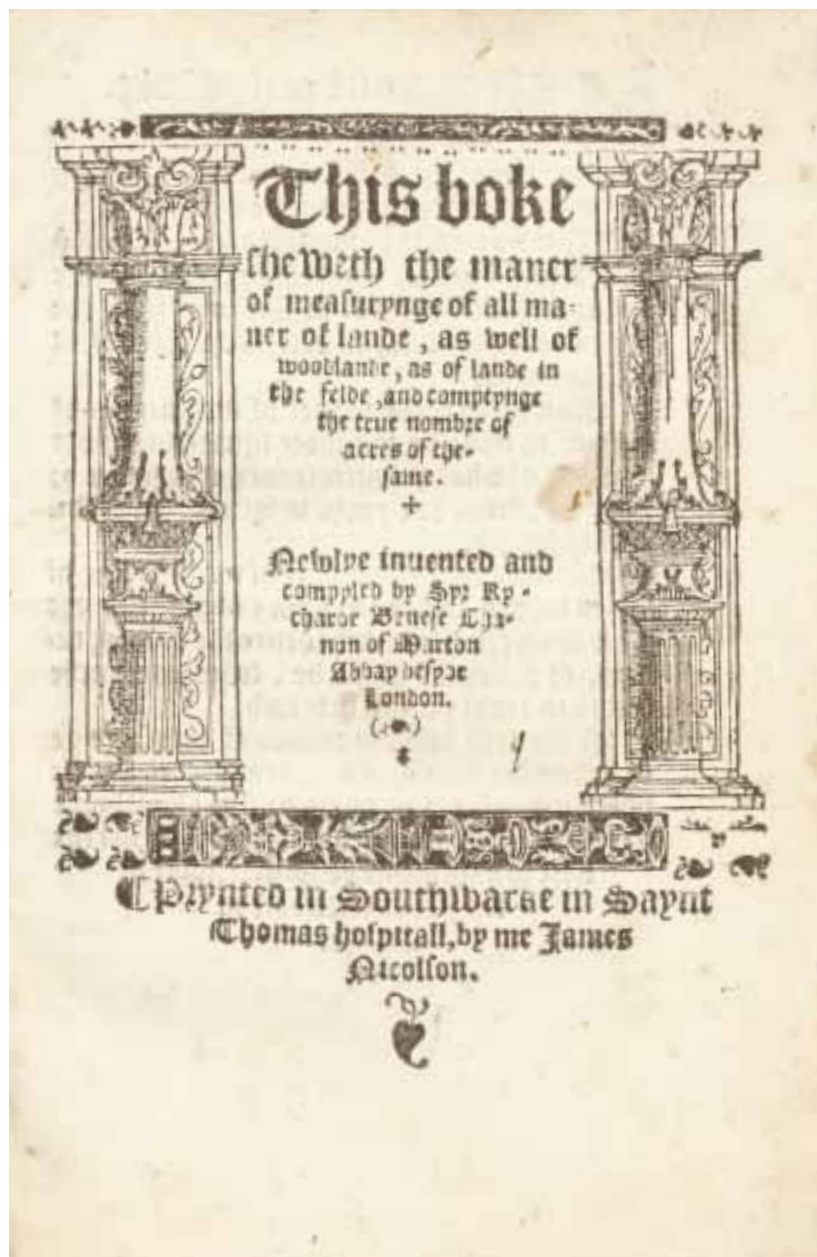 This boke
sheweth the maner
of measurynge of all ma-
ner of lande, as well of
woodlande, as of lande in
the felde, and comptynge
the true nombre of
acres of the-
same.
Newlye inuented and
compyled by Syr Ry-
charde Benese Cha-
non of Marton
Abbay besyde
London.
Prynted in Southwarke in Saynt
Thomas hospitall, by me James
Nicolson.